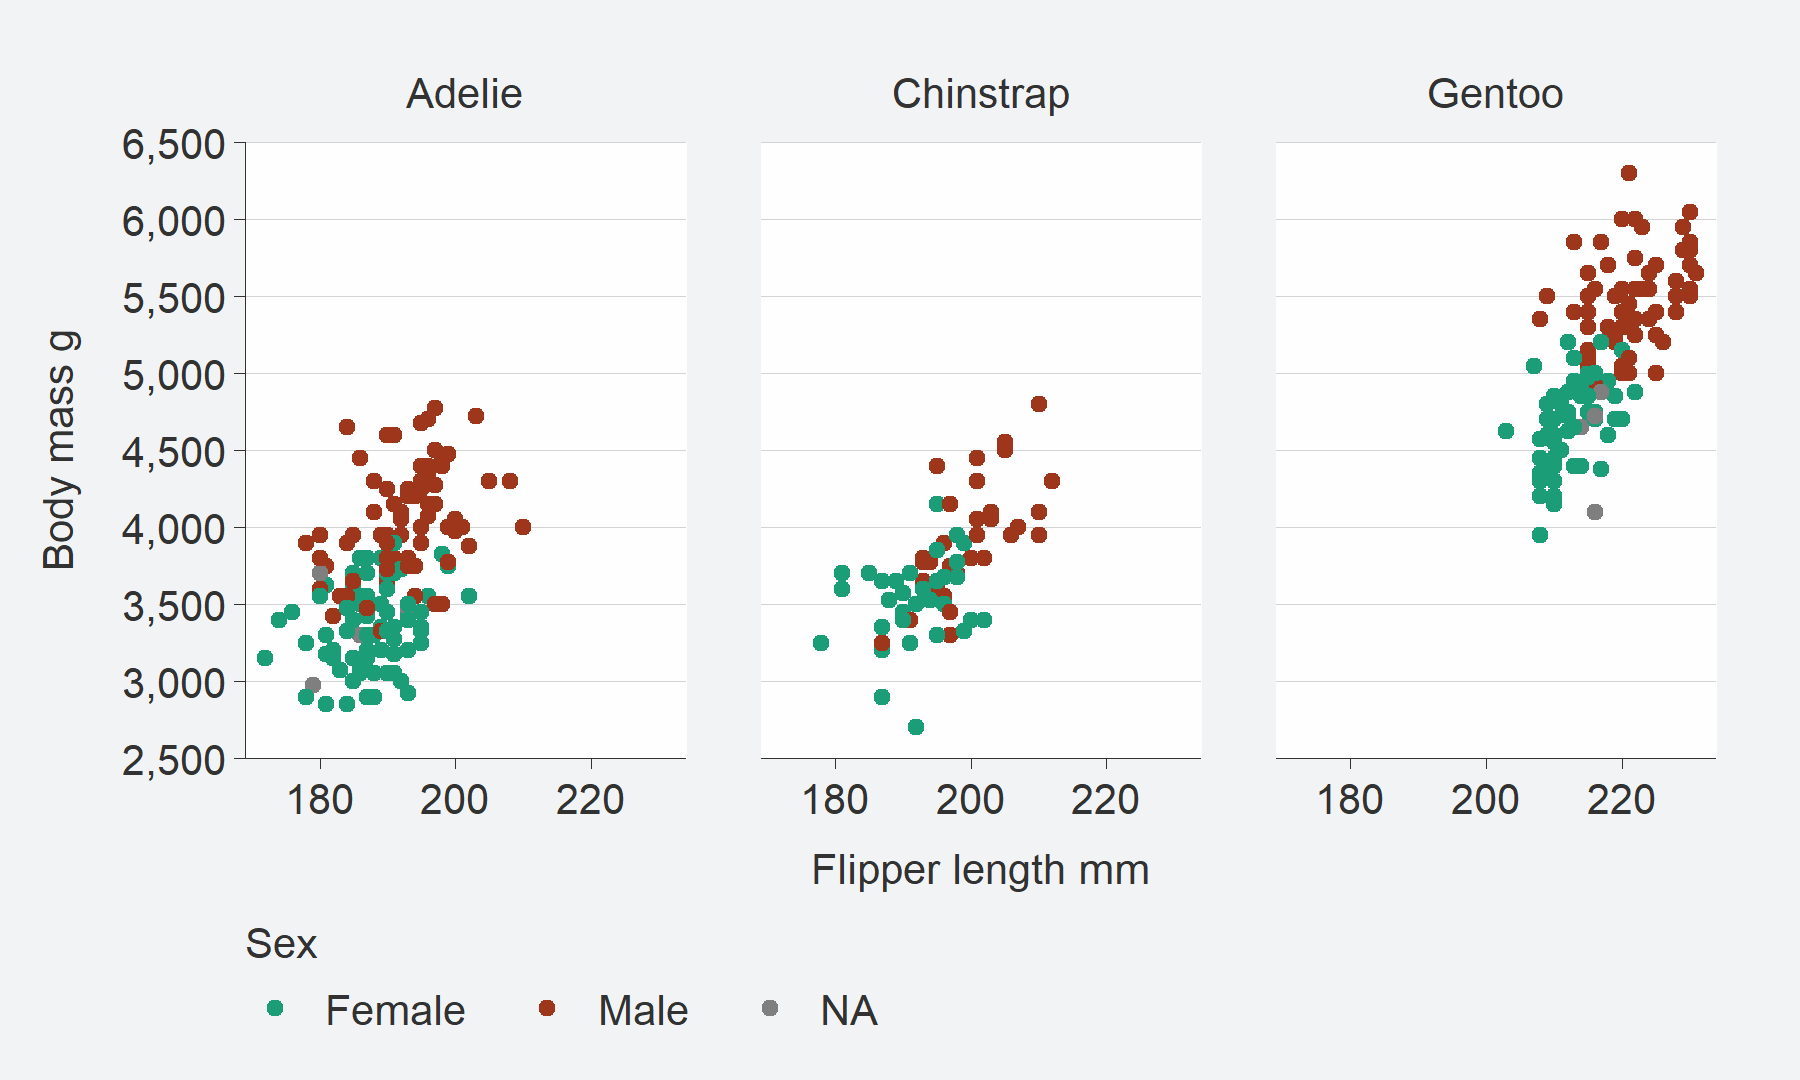 Adelie Chinstrap Gentoo
6,500
6,000
5,500
5,000
4,500
4,000
3,500
3,000
2,500
Body mass g
180 200 220 180 200 220 180 200 220
Flipper length mm
Sex
Female Male NA